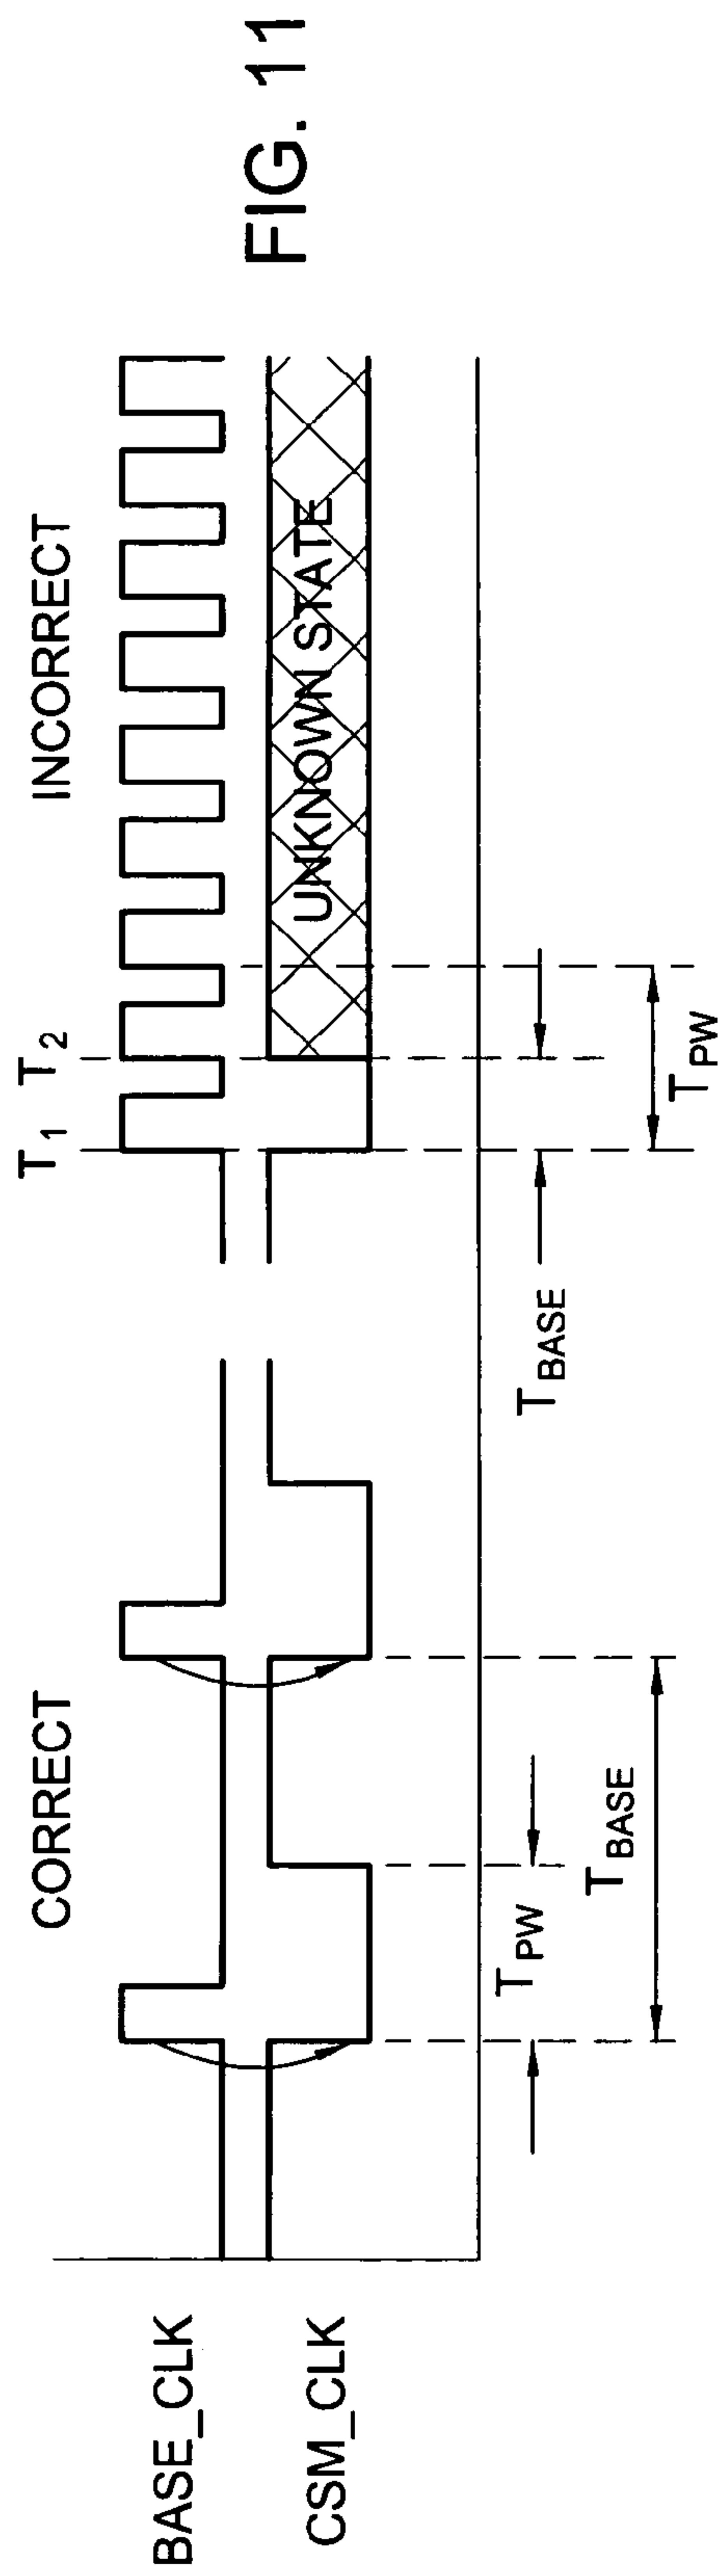 CORRECT
INCORRECT
T1 T2
BASE_CLK
CSM_CLK
UNKNOWN STATE
TPW
TBASE
TBASE
TPW
FIG. 11